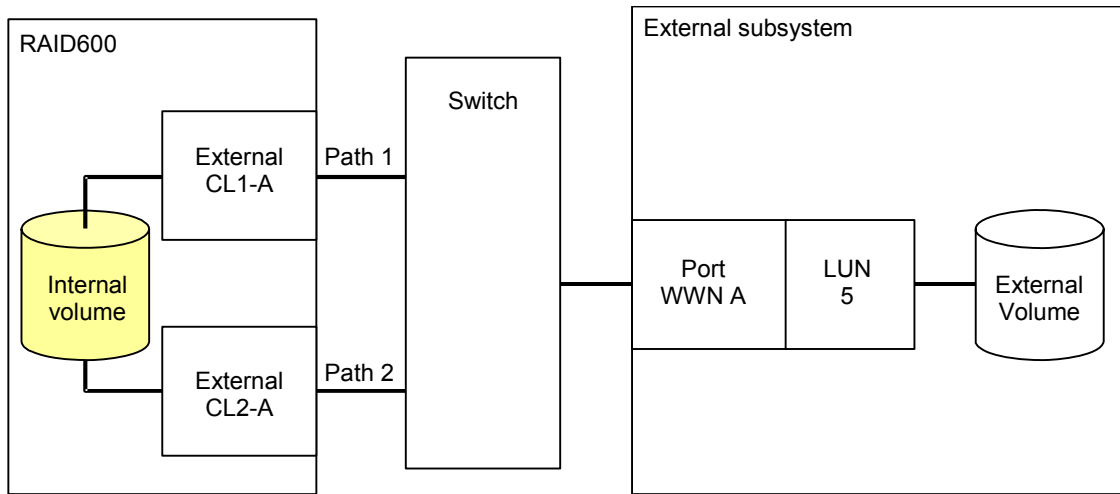 RAID600
External
CL1-A
Path 1
Internal
volume
External
CL2-A
Path 2
Switch
External subsystem
Port
WWN A
LUN
5
External
Volume